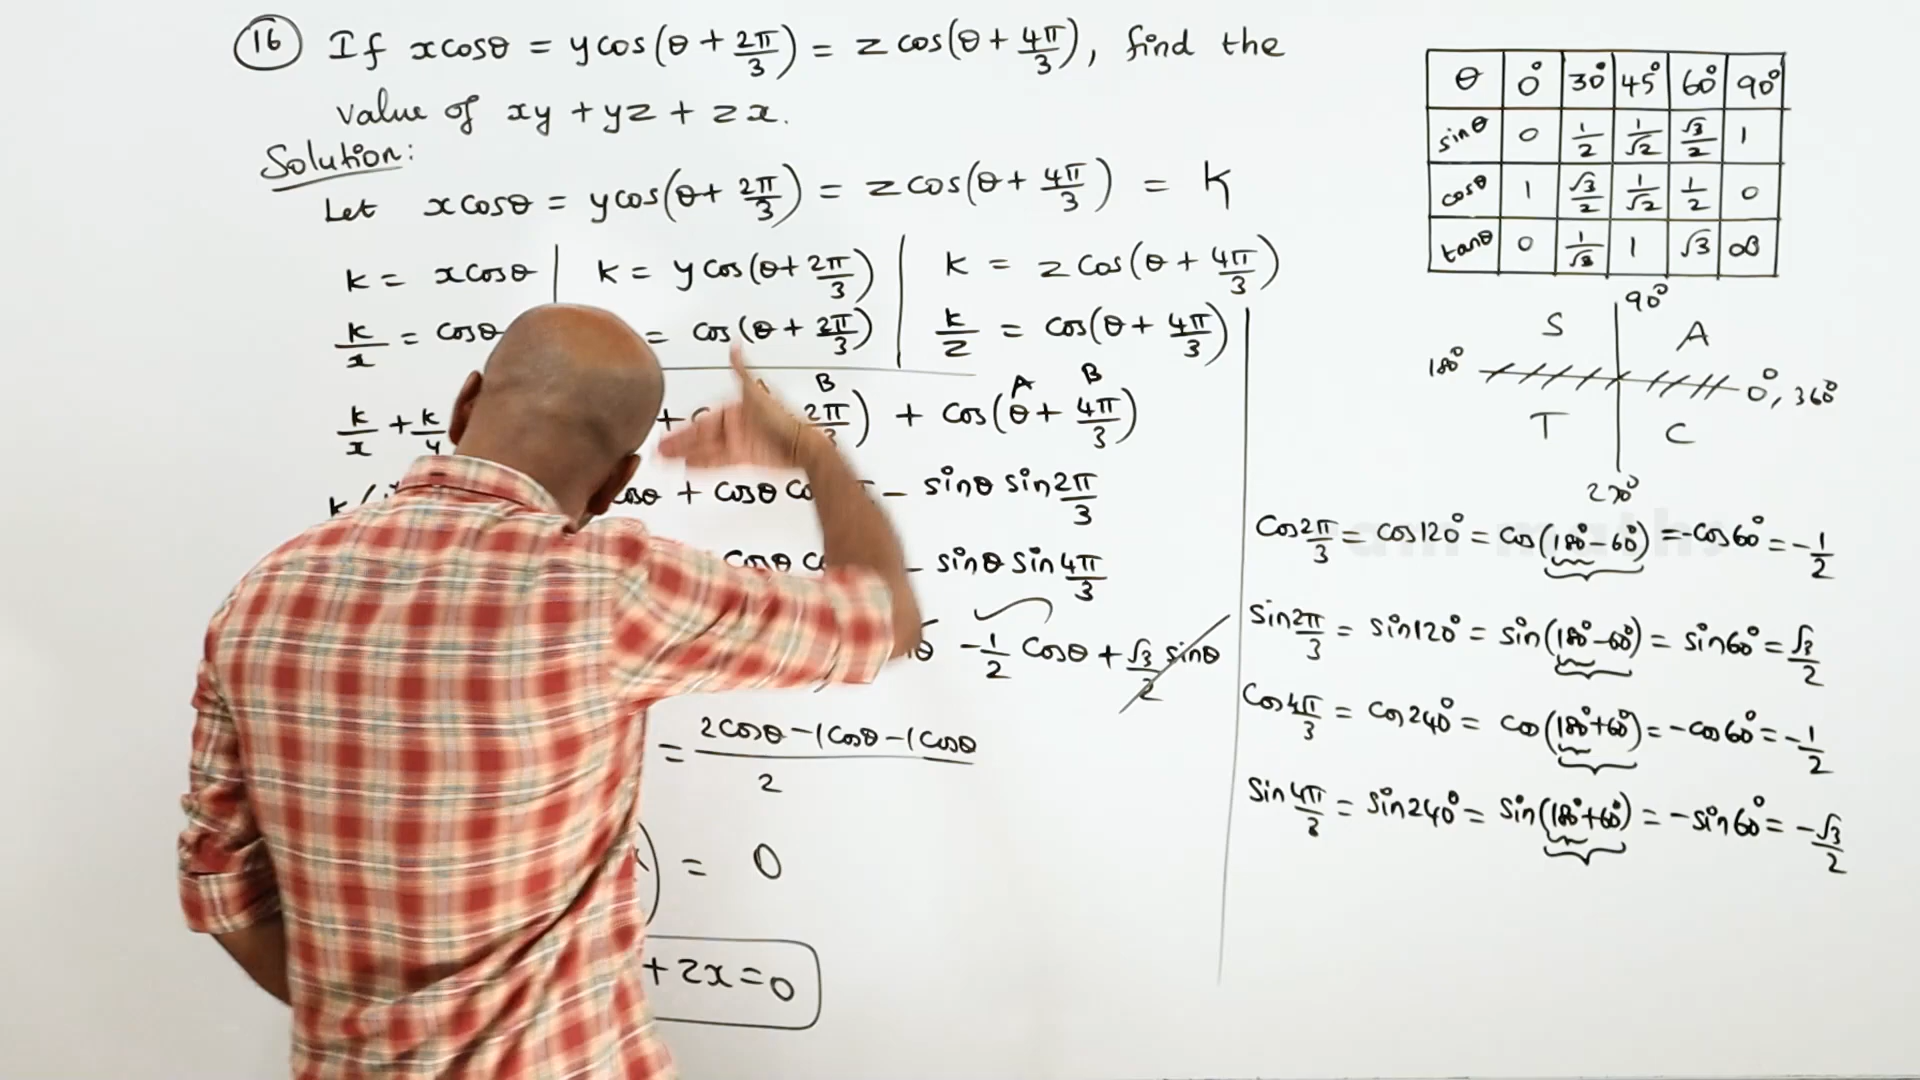 16 If xcosθ = ycos(θ + 2π/3) = zcos(θ + 4π/3), find the
value of xy + yz + zx.
Solution:
Let xcosθ = ycos(θ + 2π/3) = zcos(θ + 4π/3) = K
K = xcosθ | K = ycos(θ + 2π/3) | K = zcos(θ + 4π/3)
K/x = cosθ = cos(θ + 2π/3) | K/z = cos(θ + 4π/3)
B A B
K/x + K/y 2π/3) + cos(θ + 4π/3)
cosθ + cosθ − sinθ sin2π/3
cosθ − sinθ sin4π/3
−1/2 cosθ + √3/2 sinθ
= 2cosθ − 1cosθ − 1cosθ / 2
) = 0
+ zx = 0
θ 0° 30° 45° 60° 90°
sinθ 0 1/2 1/√2 √3/2 1
cosθ 1 √3/2 1/√2 1/2 0
tanθ 0 1/√3 1 √3 ∞
90°
S A
180° 0°, 360°
T C
270°
cos2π/3 = cos120° = cos(180°−60°) = −cos60° = −1/2
sin2π/3 = sin120° = sin(180°−60°) = sin60° = √3/2
cos4π/3 = cos240° = cos(180°+60°) = −cos60° = −1/2
sin4π/3 = sin240° = sin(180°+60°) = −sin60° = −√3/2